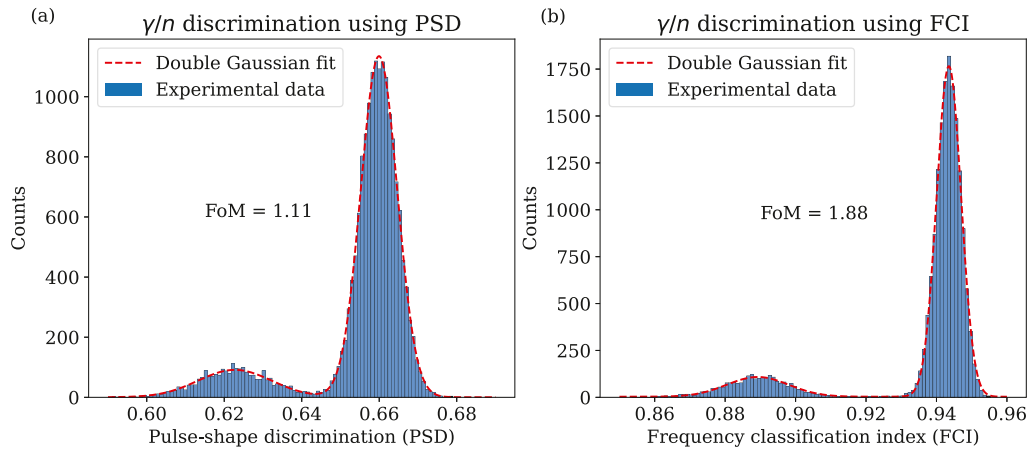 (a)
γ/n discrimination using PSD
Double Gaussian fit
Experimental data
FoM = 1.11
Counts
0
200
400
600
800
1000
0.60
0.62
0.64
0.66
0.68
Pulse-shape discrimination (PSD)
(b)
γ/n discrimination using FCI
Double Gaussian fit
Experimental data
FoM = 1.88
Counts
0
250
500
750
1000
1250
1500
1750
0.86
0.88
0.90
0.92
0.94
0.96
Frequency classification index (FCI)